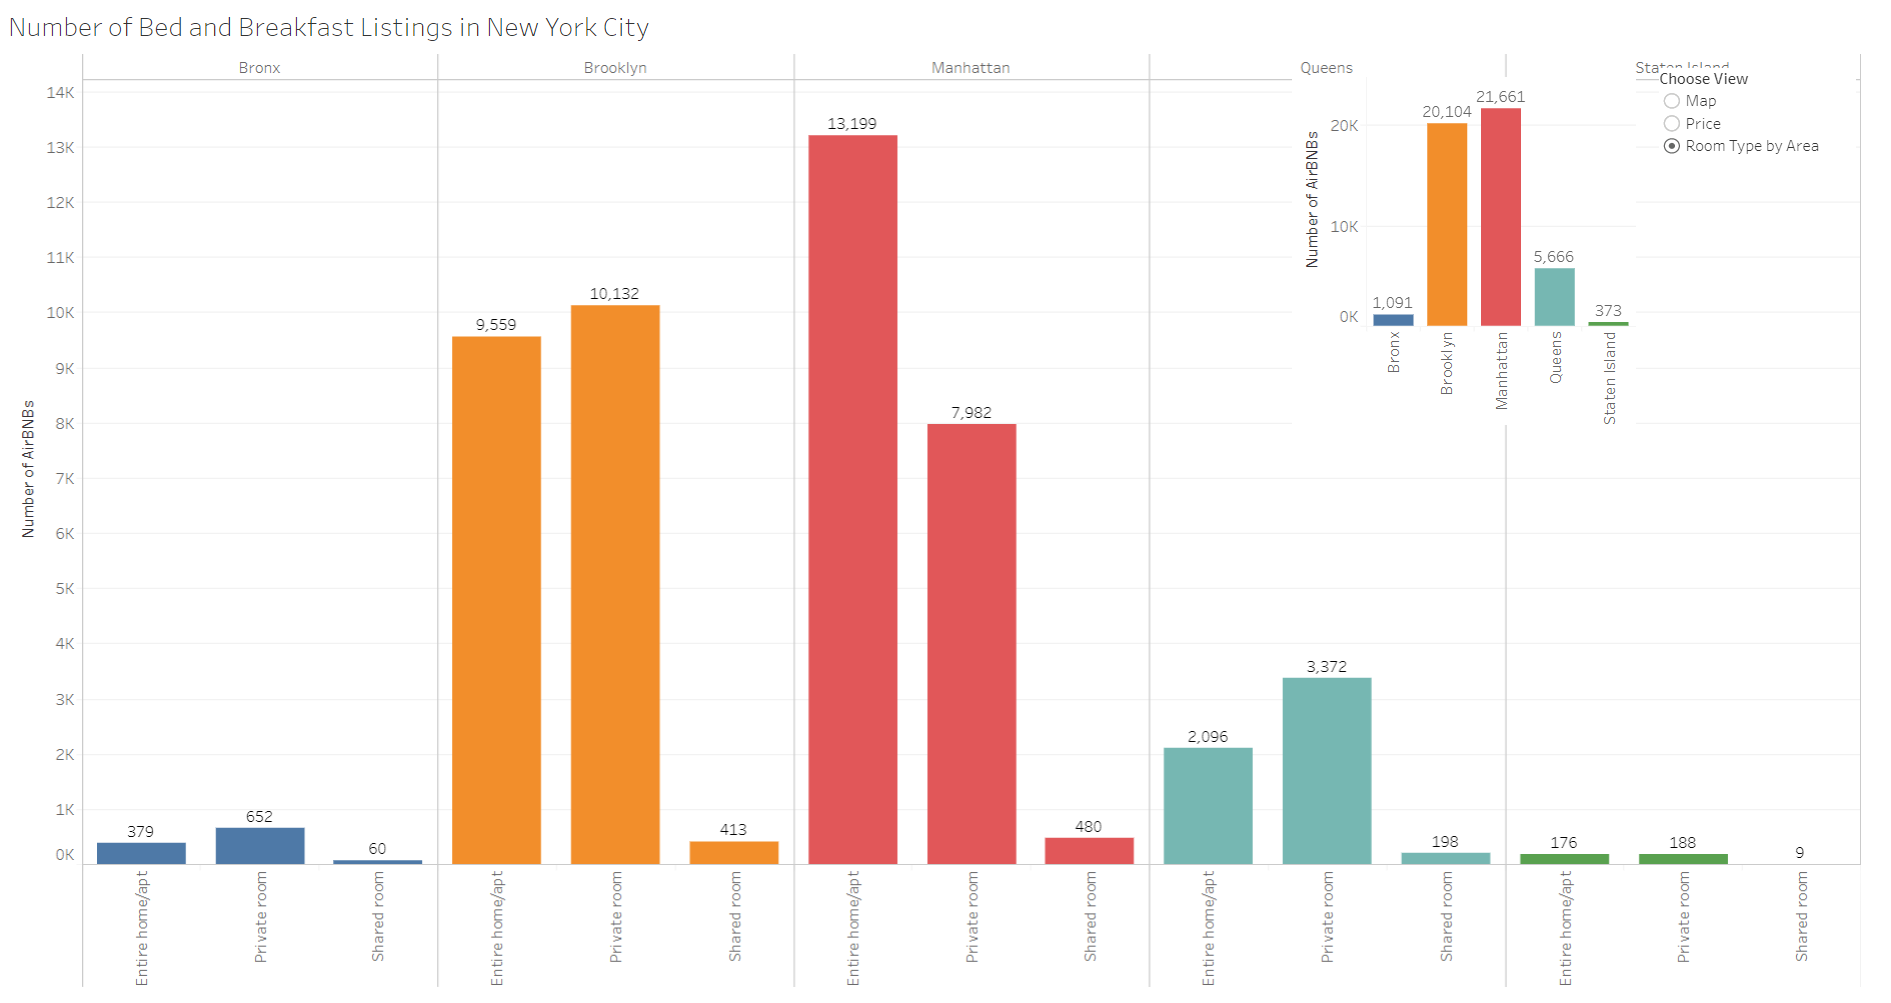 Number of Bed and Breakfast Listings in New York City
Bronx
Brooklyn
Manhattan
Queens
Staten Island
Choose View
Map
Price
Room Type by Area
Number of AirBNBs
20K
10K
0K
1,091
20,104
21,661
5,666
373
Bronx
Brooklyn
Manhattan
Queens
Staten Island
Number of AirBNBs
14K
13K
12K
11K
10K
9K
8K
7K
6K
5K
4K
3K
2K
1K
0K
379
652
60
9,559
10,132
413
13,199
7,982
480
2,096
3,372
198
176
188
9
Entire home/apt
Private room
Shared room
Entire home/apt
Private room
Shared room
Entire home/apt
Private room
Shared room
Entire home/apt
Private room
Shared room
Entire home/apt
Private room
Shared room